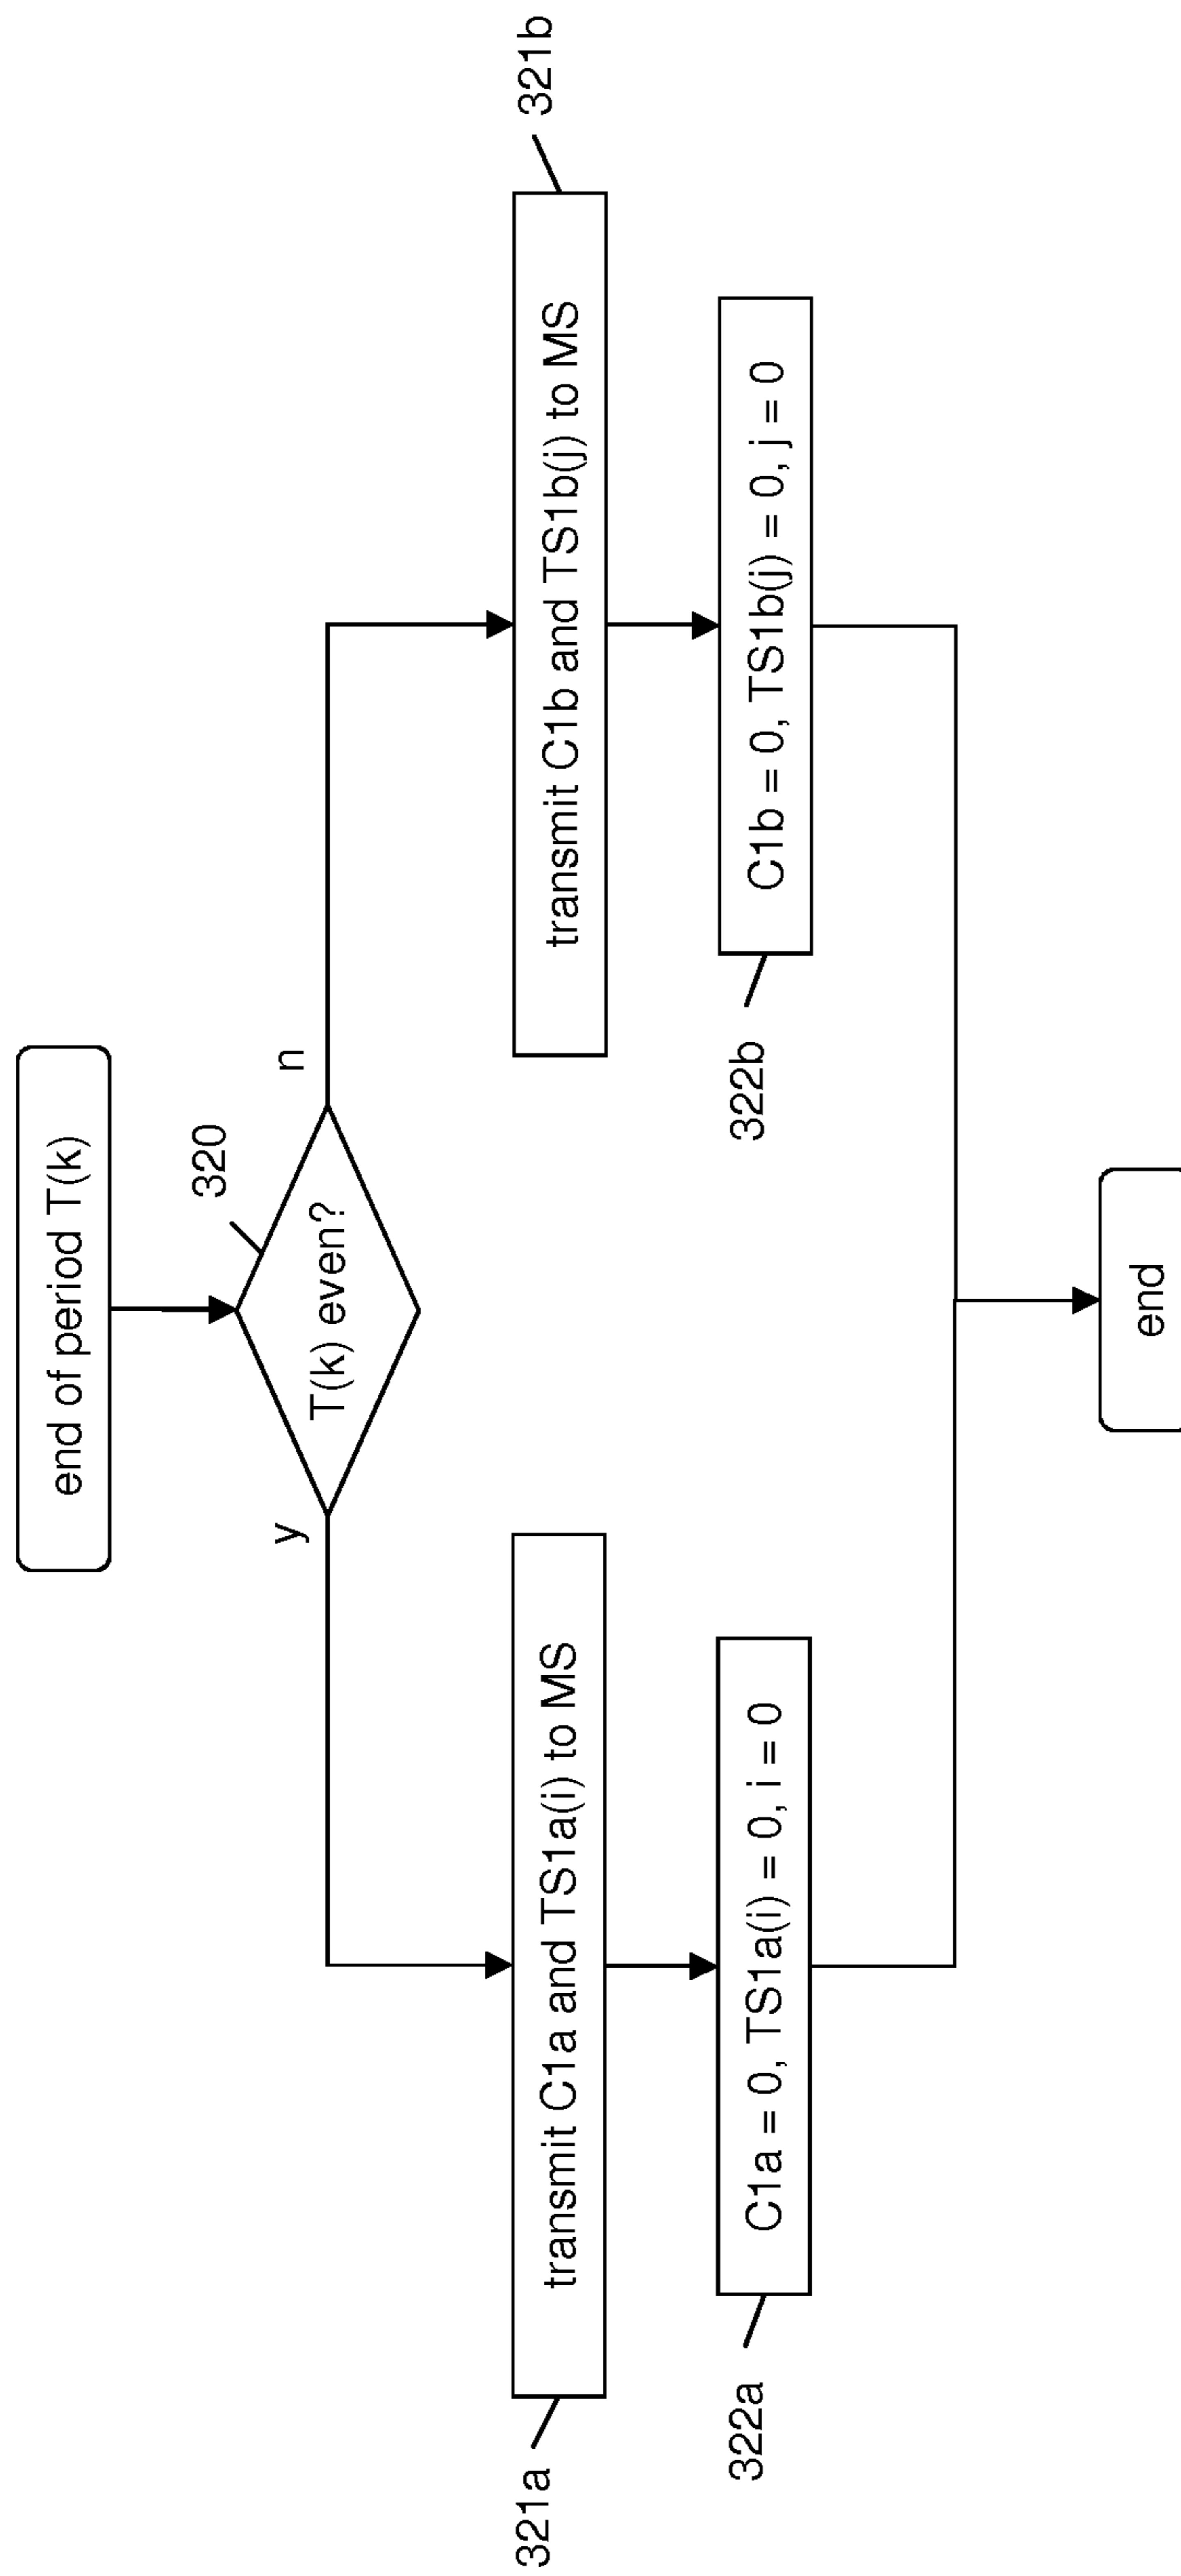 end of period T(k)
320
T(k) even?
y
n
321a
transmit C1a and TS1a(i) to MS
transmit C1b and TS1b(j) to MS
321b
322a
C1a = 0, TS1a(i) = 0, i = 0
322b
C1b = 0, TS1b(j) = 0, j = 0
end